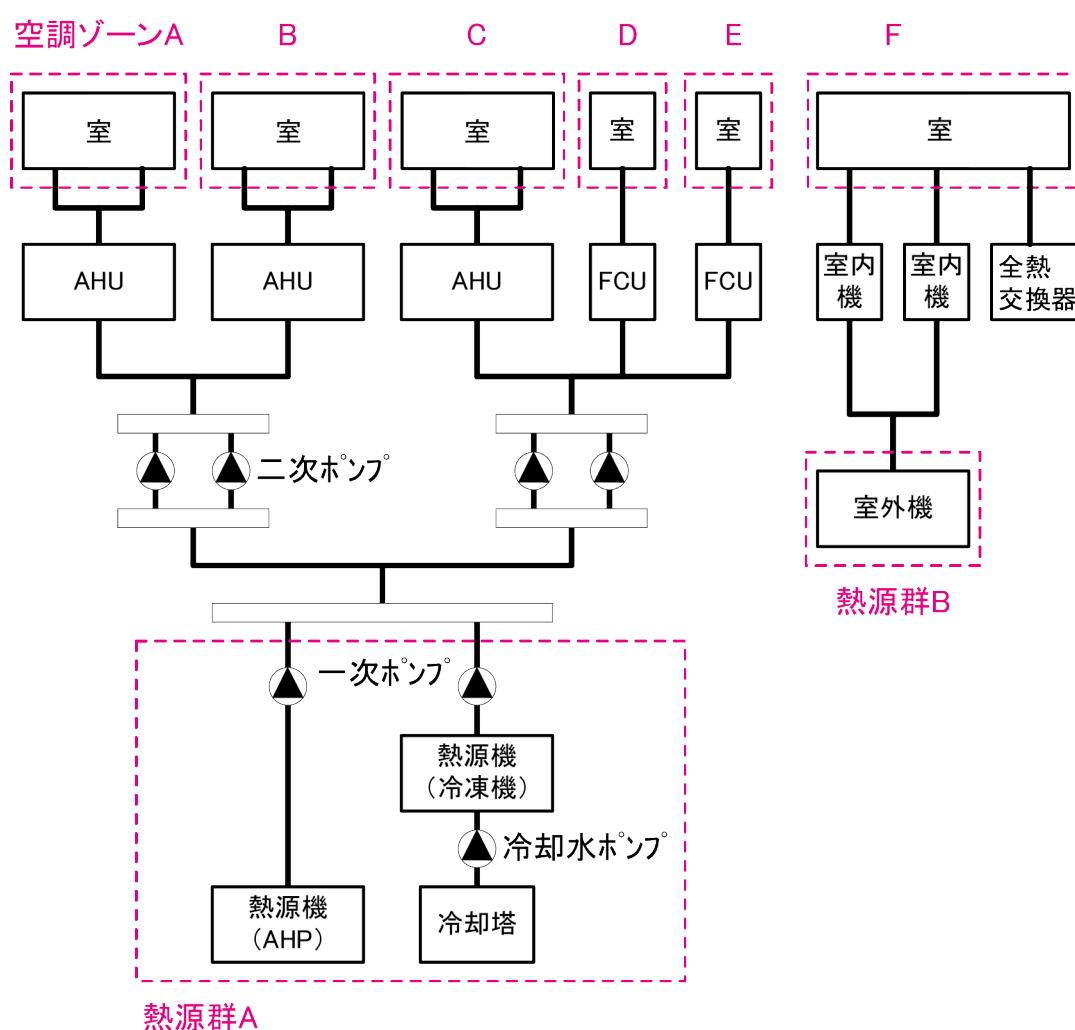 空調ゾーンA B C D E F
室 室 室 室 室 室
AHU AHU AHU FCU FCU 室内機 室内機 全熱交換器
二次ポンプ
室外機
熱源群B
一次ポンプ
熱源機
(冷凍機)
冷却水ポンプ
熱源機
(AHP)
冷却塔
熱源群A